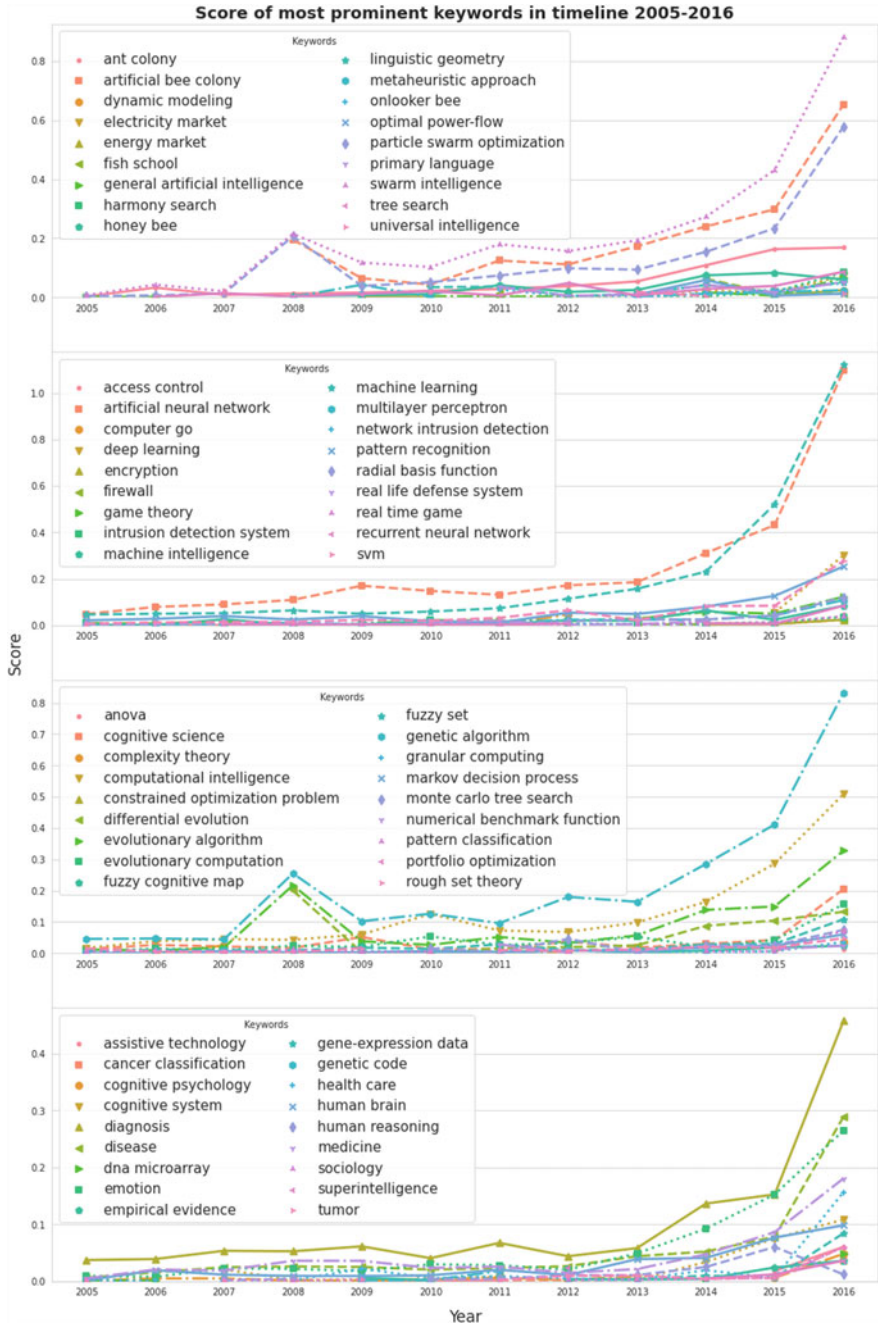 Score of most prominent keywords in timeline 2005-2016
Keywords
ant colony
artificial bee colony
dynamic modeling
electricity market
energy market
fish school
general artificial intelligence
harmony search
honey bee
linguistic geometry
metaheuristic approach
onlooker bee
optimal power-flow
particle swarm optimization
primary language
swarm intelligence
tree search
universal intelligence
0.8
0.6
0.4
0.2
0.0
2005 2006 2007 2008 2009 2010 2011 2012 2013 2014 2015 2016
Keywords
access control
artificial neural network
computer go
deep learning
encryption
firewall
game theory
intrusion detection system
machine intelligence
machine learning
multilayer perceptron
network intrusion detection
pattern recognition
radial basis function
real life defense system
real time game
recurrent neural network
svm
1.0
0.8
0.6
0.4
0.2
0.0
2005 2006 2007 2008 2009 2010 2011 2012 2013 2014 2015 2016
Score
Keywords
anova
cognitive science
complexity theory
computational intelligence
constrained optimization problem
differential evolution
evolutionary algorithm
evolutionary computation
fuzzy cognitive map
fuzzy set
genetic algorithm
granular computing
markov decision process
monte carlo tree search
numerical benchmark function
pattern classification
portfolio optimization
rough set theory
0.8
0.7
0.6
0.5
0.4
0.3
0.2
0.1
0.0
2005 2006 2007 2008 2009 2010 2011 2012 2013 2014 2015 2016
Keywords
assistive technology
cancer classification
cognitive psychology
cognitive system
diagnosis
disease
dna microarray
emotion
empirical evidence
gene-expression data
genetic code
health care
human brain
human reasoning
medicine
sociology
superintelligence
tumor
0.4
0.3
0.2
0.1
0.0
2005 2006 2007 2008 2009 2010 2011 2012 2013 2014 2015 2016
Year